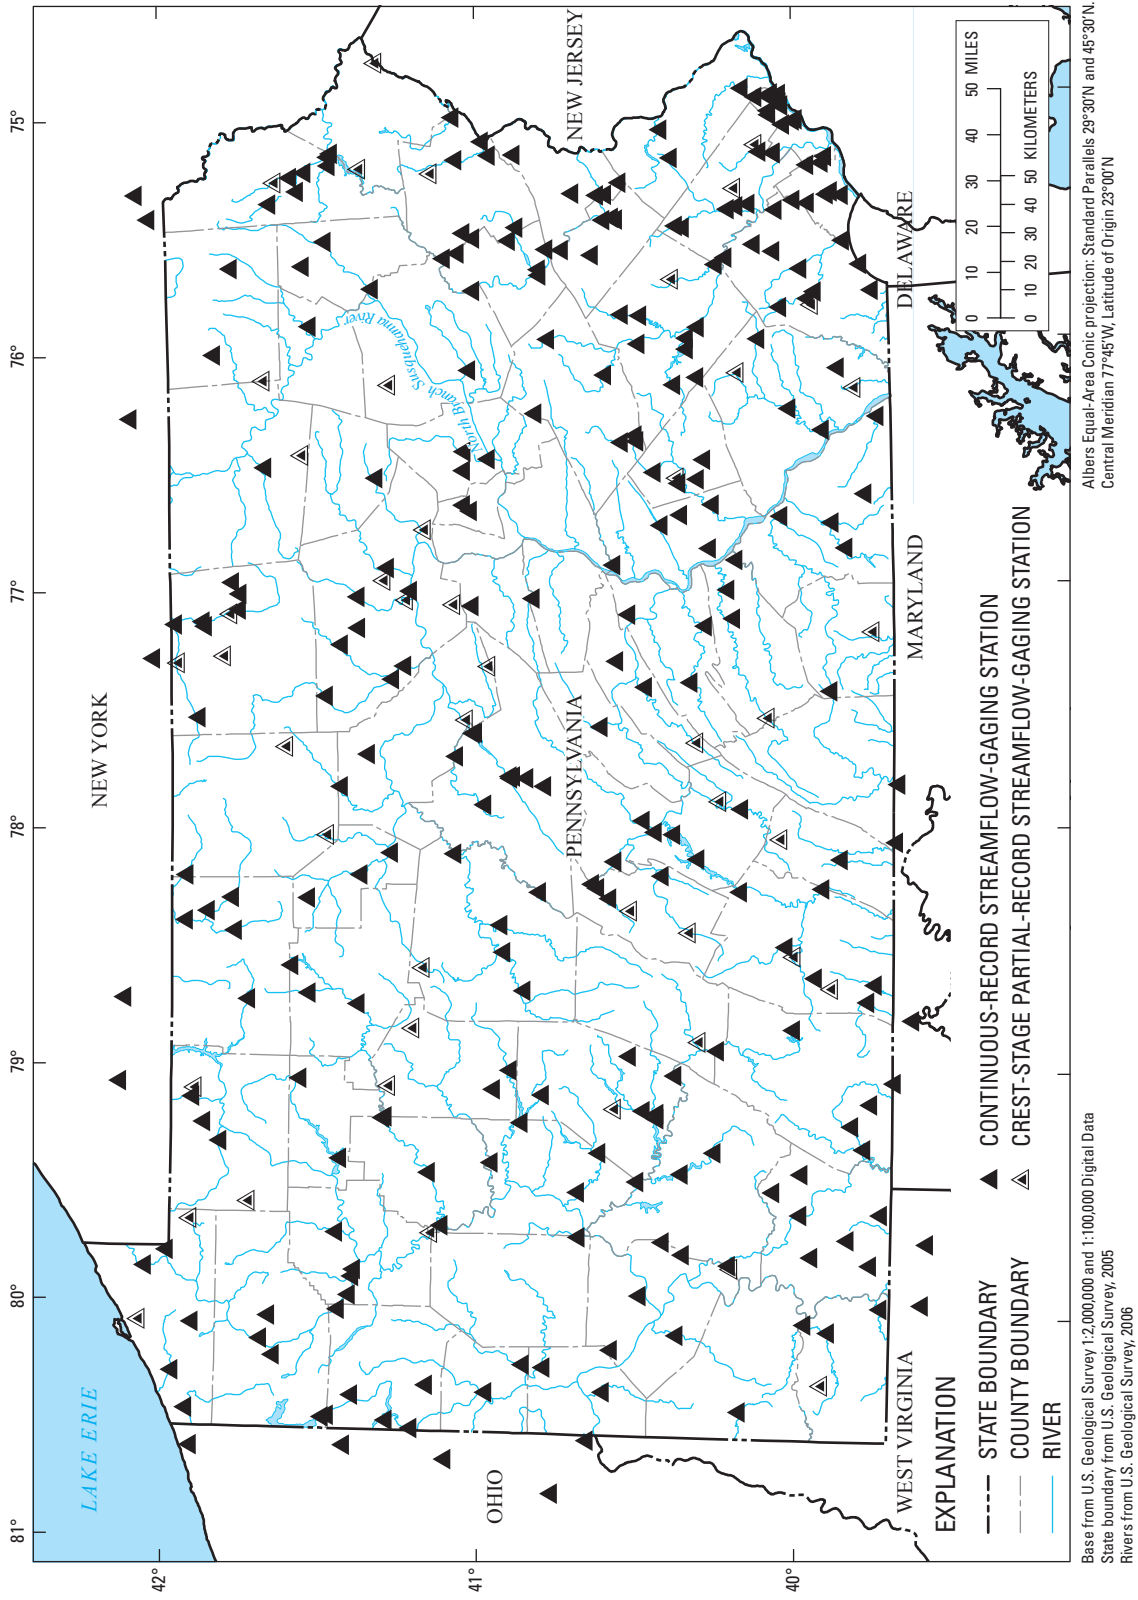 81°
80°
79°
78°
77°
76°
75°
42°
41°
40°
LAKE ERIE
NEW YORK
OHIO
PENNSYLVANIA
North Branch Susquehanna River
NEW JERSEY
WEST VIRGINIA
MARYLAND
DELAWARE
EXPLANATION
STATE BOUNDARY
COUNTY BOUNDARY
RIVER
CONTINUOUS-RECORD STREAMFLOW-GAGING STATION
CREST-STAGE PARTIAL-RECORD STREAMFLOW-GAGING STATION
0 10 20 30 40 50 MILES
0 10 20 30 40 50 KILOMETERS
Base from U.S. Geological Survey 1:2,000,000 and 1:100,000 Digital Data
State boundary from U.S. Geological Survey, 2005
Rivers from U.S. Geological Survey, 2006
Albers Equal-Area Conic projection: Standard Parallels 29°30'N and 45°30'N.
Central Meridian 77°45'W, Latitude of Origin 23°00'N